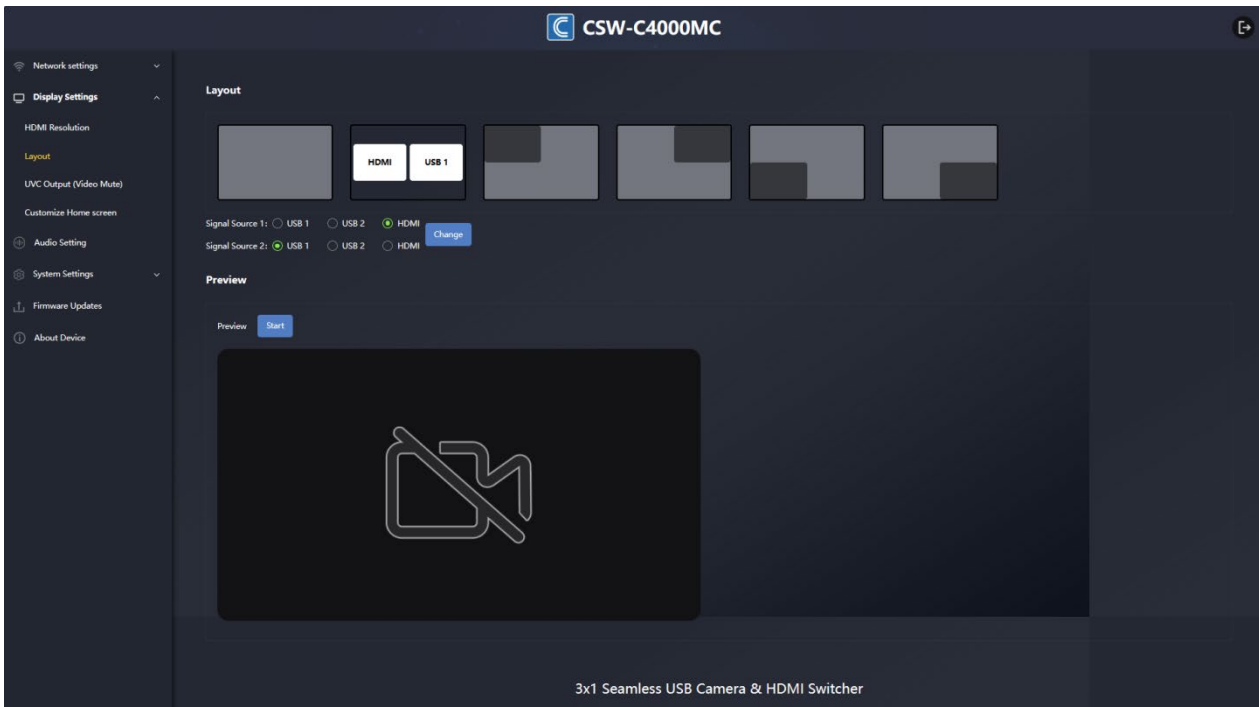 CSW-C4000MC
Network settings
Display Settings
HDMI Resolution
Layout
UVC Output (Video Mute)
Customize Home screen
Audio Setting
System Settings
Firmware Updates
About Device
Layout
HDMI USB 1
Signal Source 1: USB 1 USB 2 HDMI
Signal Source 2: USB 1 USB 2 HDMI
Change
Preview
Preview Start
3x1 Seamless USB Camera & HDMI Switcher